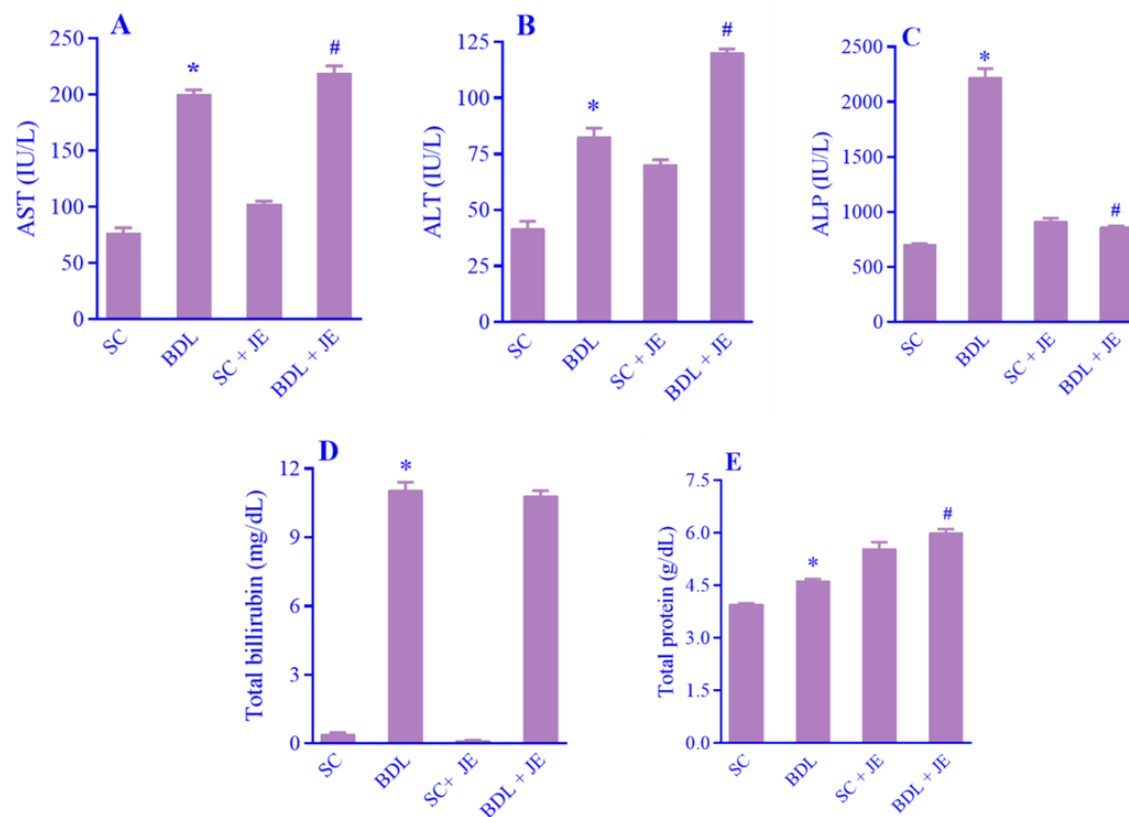 A
AST (IU/L)
250
200
150
100
50
0
*
#
SC
BDL
SC + JE
BDL + JE
B
ALT (IU/L)
125
100
75
50
25
0
*
#
SC
BDL
SC + JE
BDL + JE
C
ALP (IU/L)
2500
2000
1500
1000
500
0
*
#
SC
BDL
SC + JE
BDL + JE
D
Total billirubin (mg/dL)
12
9
6
3
0
*
SC
BDL
SC+ JE
BDL + JE
E
Total protein (g/dL)
7.5
6.0
4.5
3.0
1.5
0.0
*
#
SC
BDL
SC + JE
BDL + JE